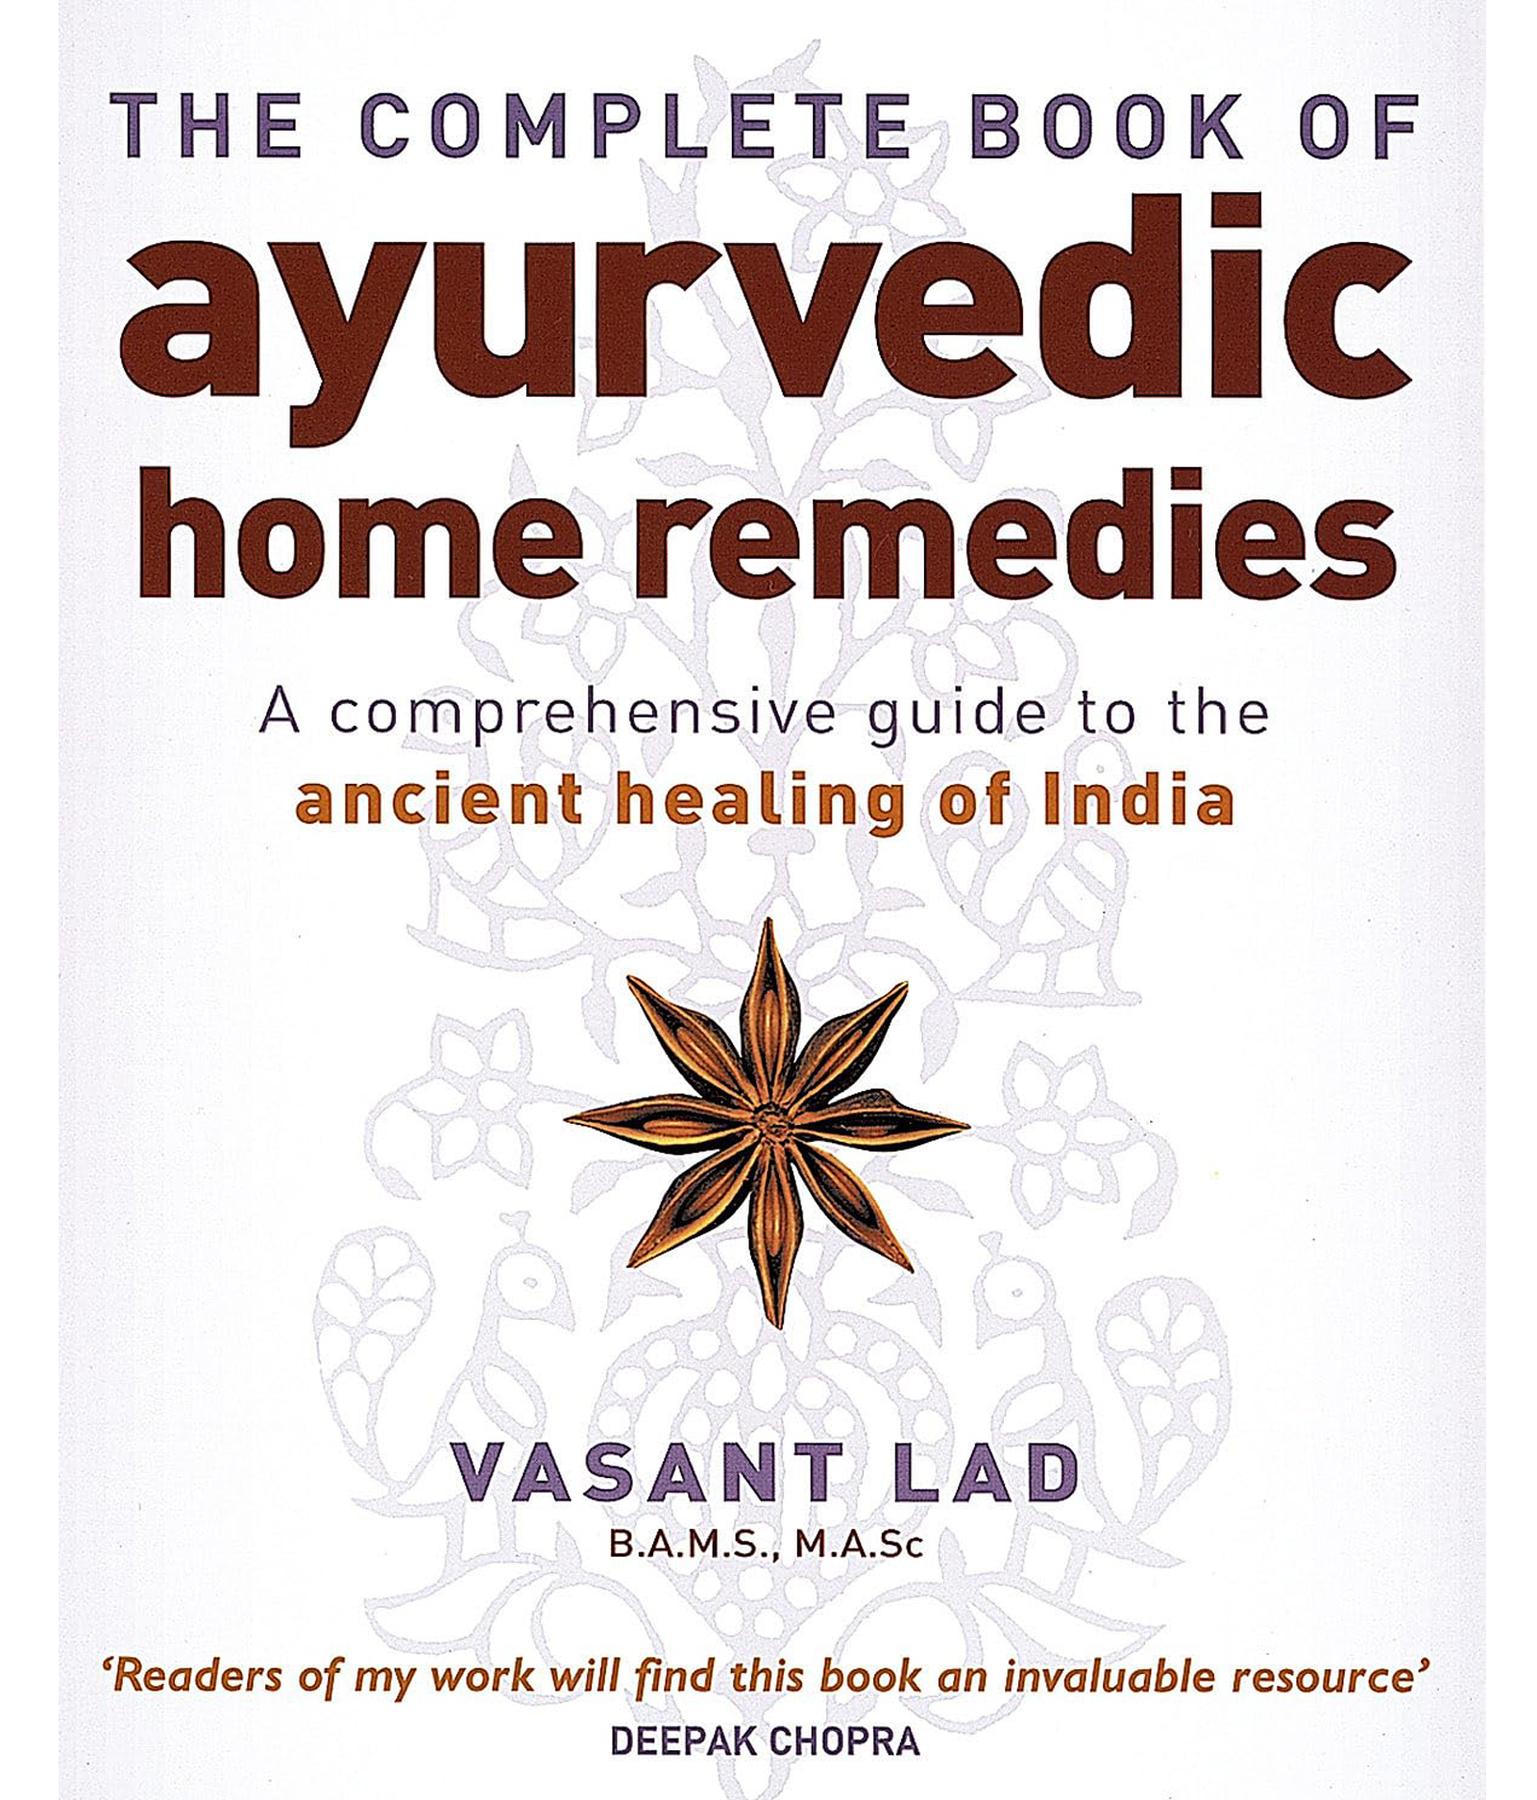 THE COMPLETE BOOK OF
ayurvedic
home remedies
A comprehensive guide to the
ancient healing of India
VASANT LAD
B.A.M.S., M.A.Sc
‘Readers of my work will find this book an invaluable resource’
DEEPAK CHOPRA